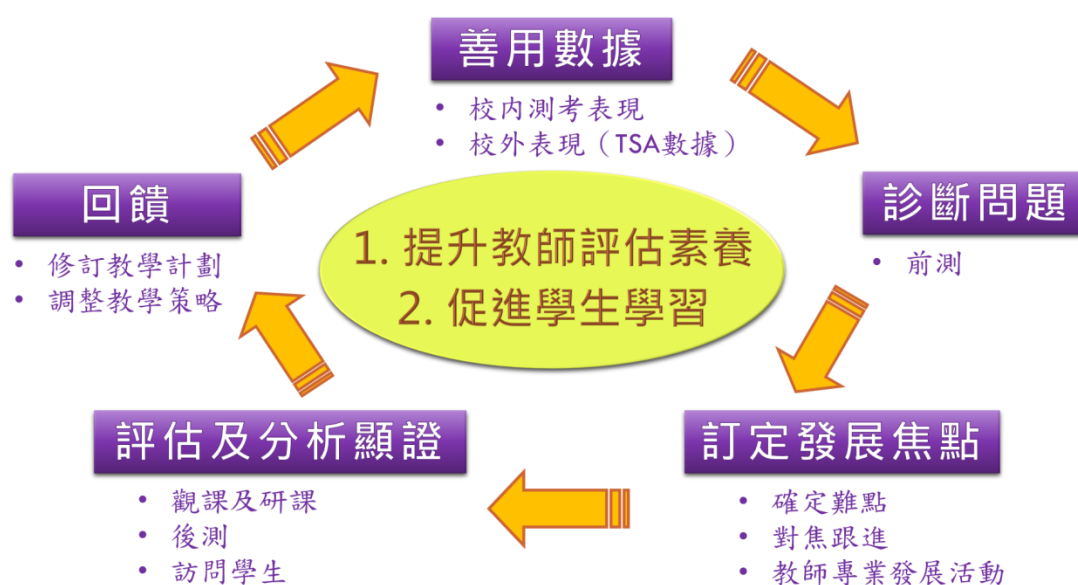 善用數據
• 校內測考表現
• 校外表現（TSA數據）
診斷問題
• 前測
訂定發展焦點
• 確定難點
• 對焦跟進
• 教師專業發展活動
評估及分析顯證
• 觀課及研課
• 後測
• 訪問學生
回饋
• 修訂教學計劃
• 調整教學策略
1. 提升教師評估素養
2. 促進學生學習